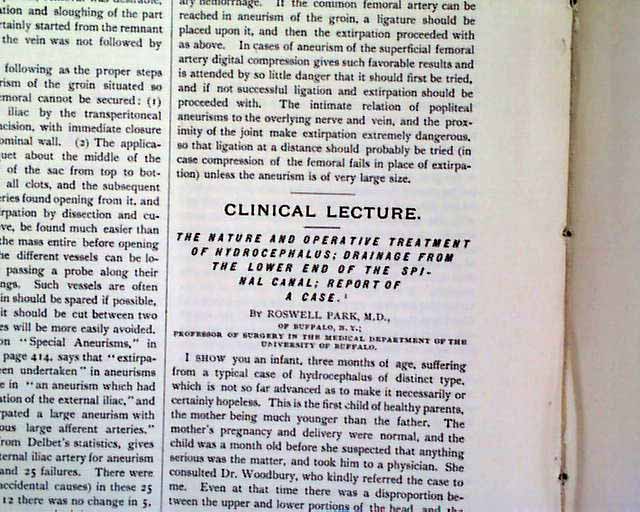 ation and sloughing of the part
rtainly started from the remnant
the vein was not followed by
following as the proper steps
rism of the groin situated so
emoral cannot be secured: (1)
iliac by the transperitoneal
ncision, with immediate closure
ominal wall. (2) The applica-
quet about the middle of the
of the sac from top to bot-
all clots, and the subsequent
eries found opening from it, and
irpation by dissection and cu-
ve, be found much easier than
the mass entire before opening
he different vessels can be lo-
passing a probe along their
ngs. Such vessels are often
in should be spared if possible,
it should be cut between two
es will be more easily avoided.
on "Special Aneurisms," in
page 414, says that "extirpa-
een undertaken" in aneurisms
e in "an aneurism which had
ation of the external iliac," and
rpated a large aneurism with
ous large afferent arteries."
from Delbet's statistics, gives
ternal iliac artery for aneurism
and 25 failures. There were
accidental causes) in these 25
12 there was no change in 5,
ary hemorrhage. If the common femoral artery can be
reached in aneurism of the groin, a ligature should be
placed upon it, and then the extirpation proceeded with
as above. In cases of aneurism of the superficial femoral
artery digital compression gives such favorable results and
is attended by so little danger that it should first be tried,
and if not successful ligation and extirpation should be
proceeded with. The intimate relation of popliteal
aneurisms to the overlying nerve and vein, and the prox-
imity of the joint make extirpation extremely dangerous,
so that ligation at a distance should probably be tried (in
case compression of the femoral fails in place of extirpa-
tion) unless the aneurism is of very large size.
CLINICAL LECTURE.
THE NATURE AND OPERATIVE TREATMENT
OF HYDROCEPHALUS; DRAINAGE FROM
THE LOWER END OF THE SPI-
NAL CANAL; REPORT OF
A CASE.¹
BY ROSWELL PARK, M.D.,
OF BUFFALO, N. Y.;
PROFESSOR OF SURGERY IN THE MEDICAL DEPARTMENT OF THE
UNIVERSITY OF BUFFALO.
I SHOW you an infant, three months of age, suffering
from a typical case of hydrocephalus of distinct type,
which is not so far advanced as to make it necessarily or
certainly hopeless. This is the first child of healthy parents,
the mother being much younger than the father. The
mother's pregnancy and delivery were normal, and the
child was a month old before she suspected that anything
serious was the matter, and took him to a physician. She
consulted Dr. Woodbury, who kindly referred the case to
me. Even at that time there was a disproportion be-
tween the upper and lower portions of the head, and the